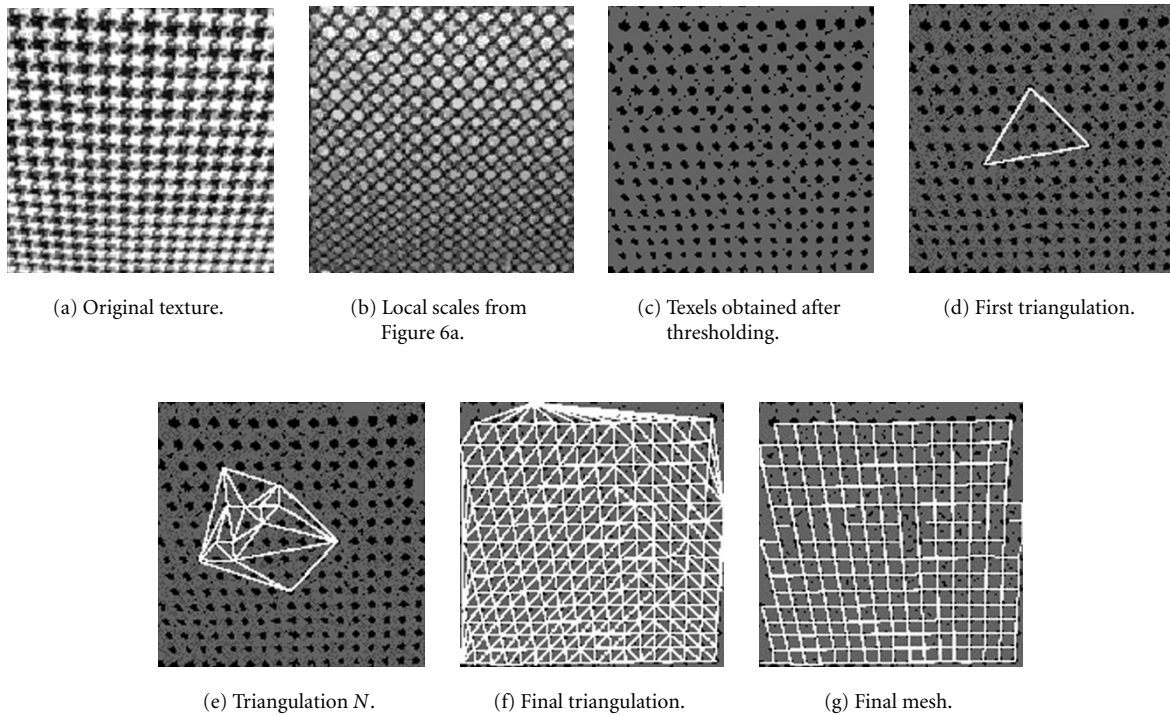 (a) Original texture.
(b) Local scales from
Figure 6a.
(c) Texels obtained after
thresholding.
(d) First triangulation.
(e) Triangulation N.
(f) Final triangulation.
(g) Final mesh.